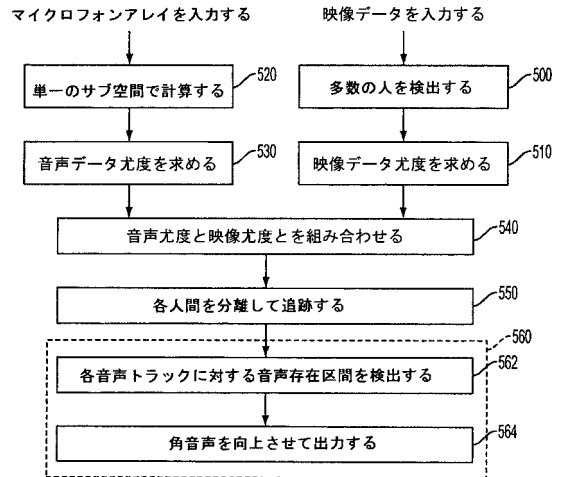 マイクロフォンアレイを入力する
映像データを入力する
単一のサブ空間で計算する
520
多数の人を検出する
500
音声データ尤度を求める
530
映像データ尤度を求める
510
音声尤度と映像尤度とを組み合わせる
540
各人間を分離して追跡する
550
560
各音声トラックに対する音声存在区間を検出する
562
角音声を向上させて出力する
564